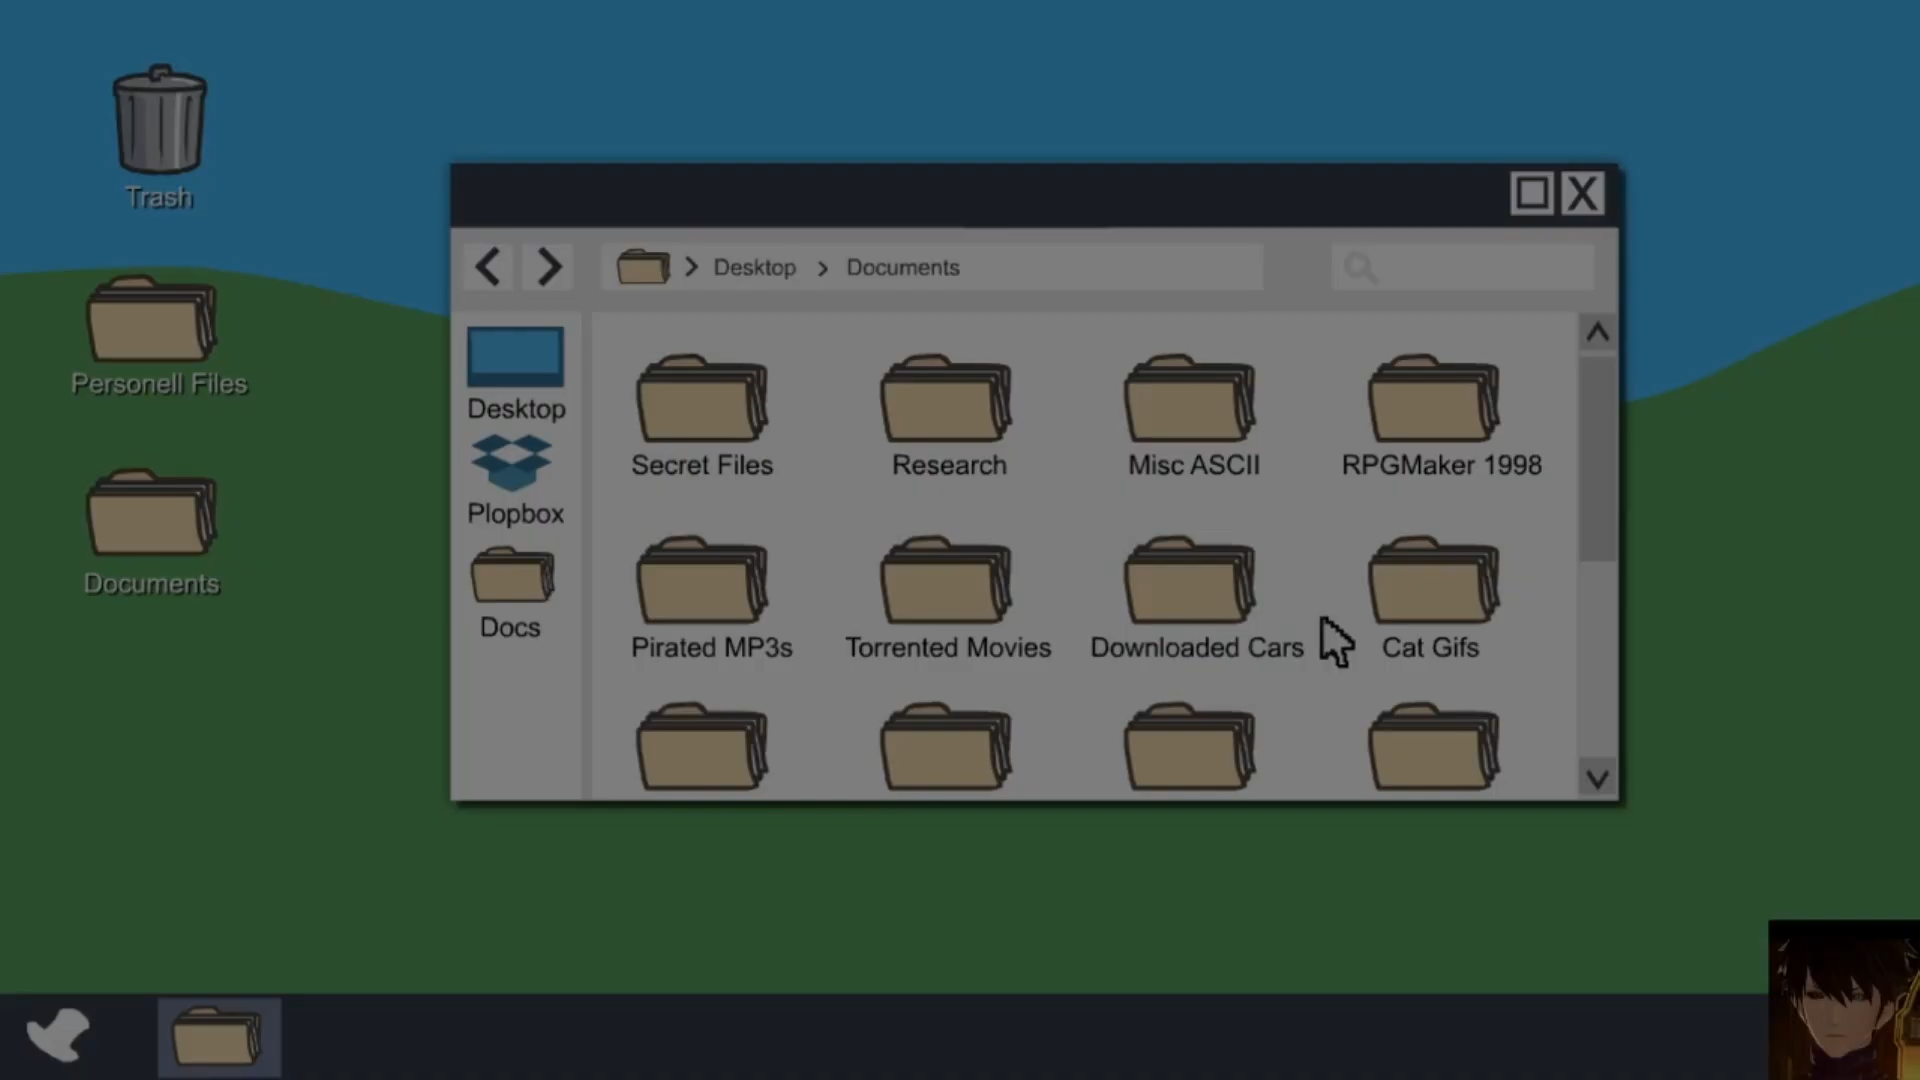 Trash
Personell Files
Documents
Desktop Documents
Desktop
Plopbox
Docs
Secret Files Research Misc ASCII RPGMaker 1998
Pirated MP3s Torrented Movies Downloaded Cars Cat Gifs